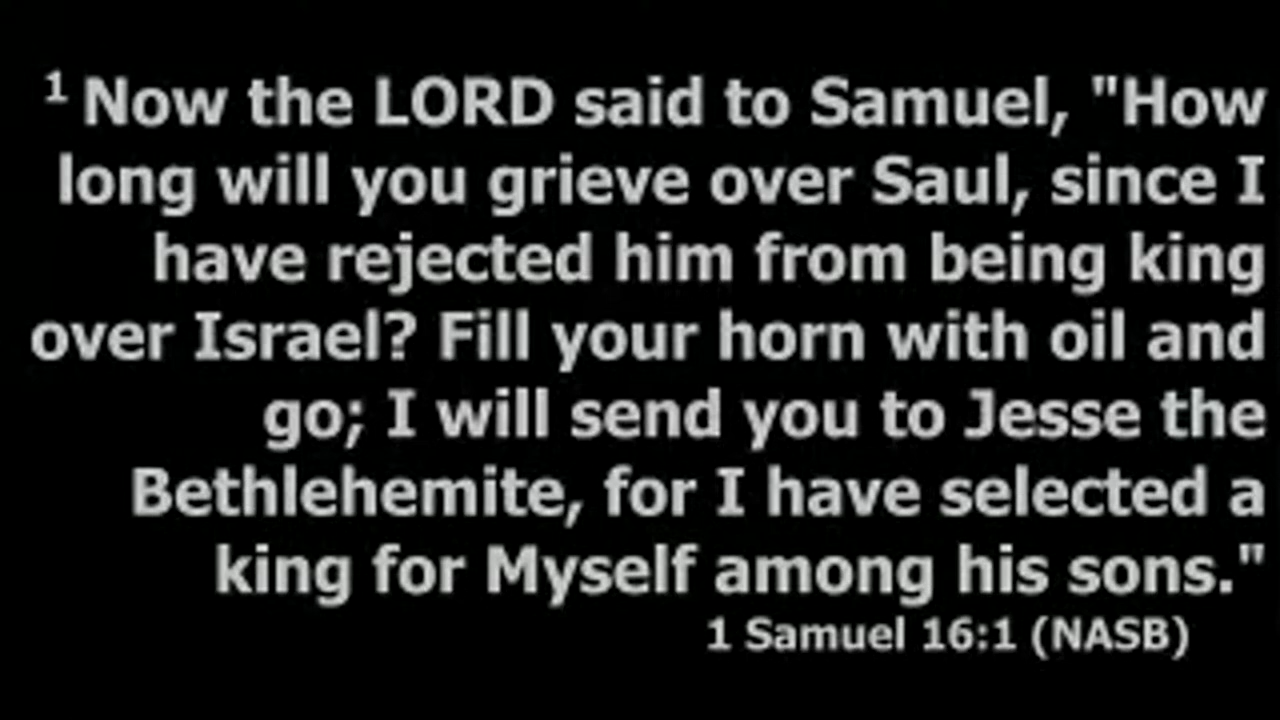 1 Now the LORD said to Samuel, "How
long will you grieve over Saul, since I
have rejected him from being king
over Israel? Fill your horn with oil and
go; I will send you to Jesse the
Bethlehemite, for I have selected a
king for Myself among his sons."
1 Samuel 16:1 (NASB)